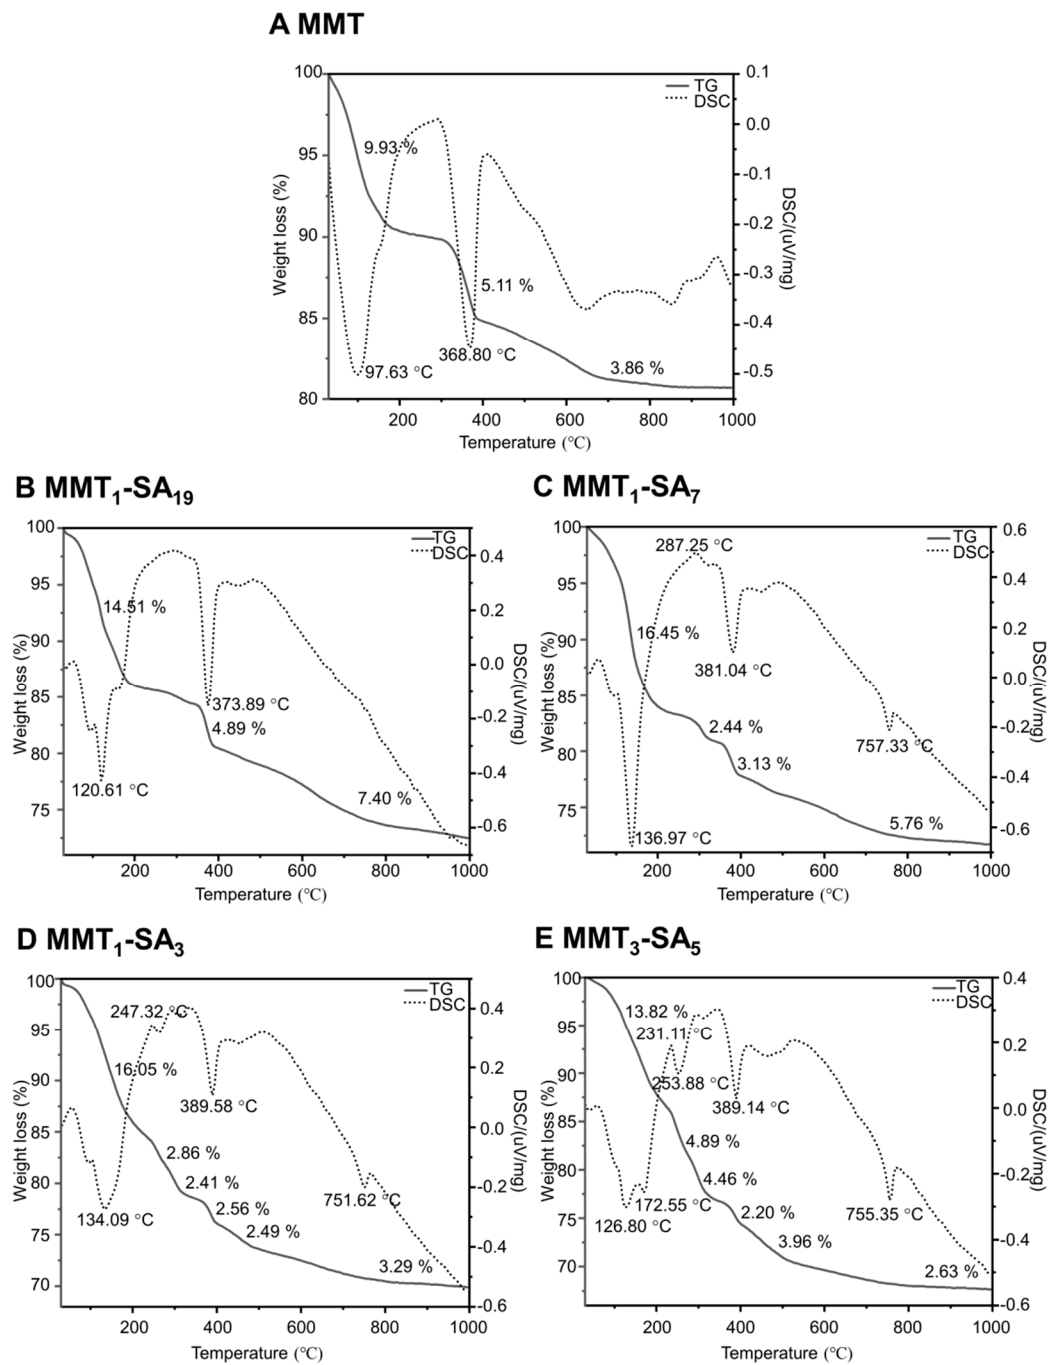 A MMT
100
95
90
85
80
Weight loss (%)
0.1
0.0
-0.1
-0.2
-0.3
-0.4
-0.5
DSC/(uV/mg)
TG
DSC
9.93 %
5.11 %
368.80 °C
97.63 °C
3.86 %
200
400
600
800
1000
Temperature (℃)
B MMT₁-SA₁₉
100
95
90
85
80
75
Weight loss (%)
0.4
0.2
0.0
-0.2
-0.4
-0.6
DSC/(uV/mg)
TG
DSC
14.51 %
373.89 °C
4.89 %
120.61 °C
7.40 %
200
400
600
800
1000
Temperature (℃)
C MMT₁-SA₇
100
95
90
85
80
75
Weight loss (%)
0.6
0.4
0.2
0.0
-0.2
-0.4
-0.6
DSC/(uV/mg)
TG
DSC
287.25 °C
16.45 %
381.04 °C
2.44 %
757.33 °C
3.13 %
5.76 %
136.97 °C
200
400
600
800
1000
Temperature (℃)
D MMT₁-SA₃
100
95
90
85
80
75
70
Weight loss (%)
0.4
0.2
0.0
-0.2
-0.4
-0.6
DSC/(uV/mg)
TG
DSC
247.32 °C
16.05 %
389.58 °C
2.86 %
2.41 %
751.62 °C
2.56 %
134.09 °C
2.49 %
3.29 %
200
400
600
800
1000
Temperature (℃)
E MMT₃-SA₅
100
95
90
85
80
75
70
Weight loss (%)
0.4
0.2
0.0
-0.2
-0.4
-0.6
DSC/(uV/mg)
TG
DSC
13.82 %
231.11 °C
253.88 °C
389.14 °C
4.89 %
4.46 %
172.55 °C
2.20 %
755.35 °C
126.80 °C
3.96 %
2.63 %
200
400
600
800
1000
Temperature (℃)